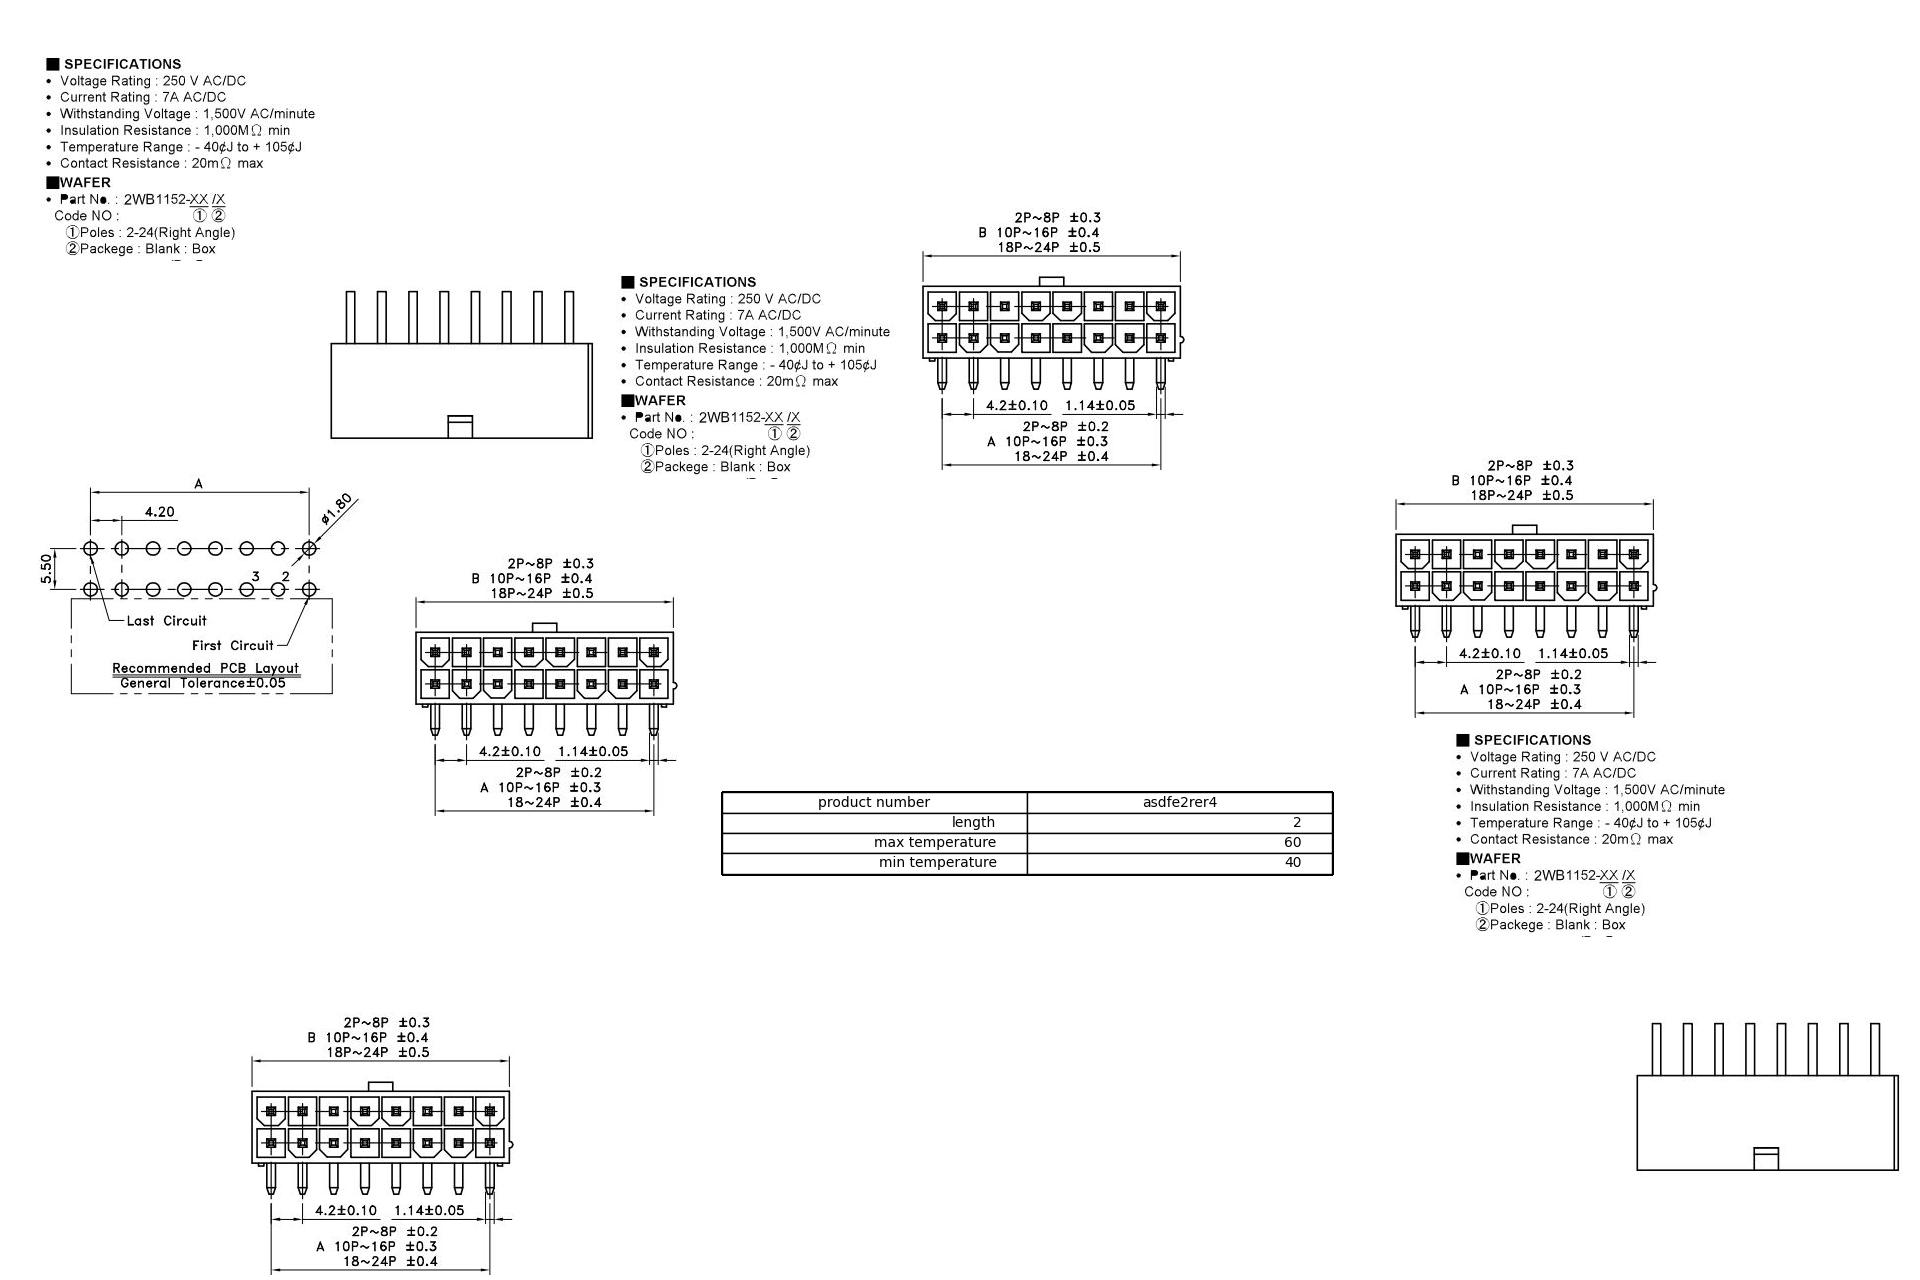 ■ SPECIFICATIONS
• Voltage Rating : 250 V AC/DC
• Current Rating : 7A AC/DC
• Withstanding Voltage : 1,500V AC/minute
• Insulation Resistance : 1,000MΩ min
• Temperature Range : - 40¢J to + 105¢J
• Contact Resistance : 20mΩ max
■WAFER
• Part No. : 2WB1152-XX /X
Code NO : ① ②
①Poles : 2-24(Right Angle)
②Packege : Blank : Box
■ SPECIFICATIONS
• Voltage Rating : 250 V AC/DC
• Current Rating : 7A AC/DC
• Withstanding Voltage : 1,500V AC/minute
• Insulation Resistance : 1,000MΩ min
• Temperature Range : - 40¢J to + 105¢J
• Contact Resistance : 20mΩ max
■WAFER
• Part No. : 2WB1152-XX /X
Code NO : ① ②
①Poles : 2-24(Right Angle)
②Packege : Blank : Box
2P~8P ±0.3
B 10P~16P ±0.4
18P~24P ±0.5
4.2±0.10 1.14±0.05
2P~8P ±0.2
A 10P~16P ±0.3
18~24P ±0.4
A
4.20
ø1.80
5.50
3 2
Last Circuit
First Circuit
Recommended PCB Layout
General Tolerance±0.05
2P~8P ±0.3
B 10P~16P ±0.4
18P~24P ±0.5
4.2±0.10 1.14±0.05
2P~8P ±0.2
A 10P~16P ±0.3
18~24P ±0.4
2P~8P ±0.3
B 10P~16P ±0.4
18P~24P ±0.5
4.2±0.10 1.14±0.05
2P~8P ±0.2
A 10P~16P ±0.3
18~24P ±0.4
product number asdfe2rer4
length 2
max temperature 60
min temperature 40
■ SPECIFICATIONS
• Voltage Rating : 250 V AC/DC
• Current Rating : 7A AC/DC
• Withstanding Voltage : 1,500V AC/minute
• Insulation Resistance : 1,000MΩ min
• Temperature Range : - 40¢J to + 105¢J
• Contact Resistance : 20mΩ max
■WAFER
• Part No. : 2WB1152-XX /X
Code NO : ① ②
①Poles : 2-24(Right Angle)
②Packege : Blank : Box
2P~8P ±0.3
B 10P~16P ±0.4
18P~24P ±0.5
4.2±0.10 1.14±0.05
2P~8P ±0.2
A 10P~16P ±0.3
18~24P ±0.4